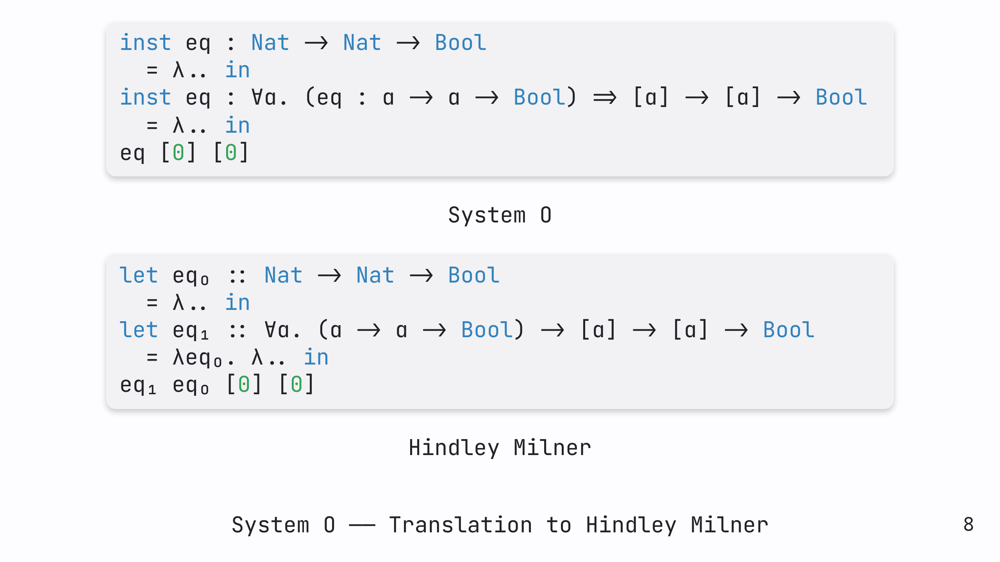 inst eq : Nat → Nat → Bool
  = λ.. in
inst eq : ∀a. (eq : a → a → Bool) ⇒ [a] → [a] → Bool
  = λ.. in
eq [0] [0]
System O
let eq₀ :: Nat → Nat → Bool
  = λ.. in
let eq₁ :: ∀a. (a → a → Bool) → [a] → [a] → Bool
  = λeq₀. λ.. in
eq₁ eq₀ [0] [0]
Hindley Milner
System O —— Translation to Hindley Milner
8